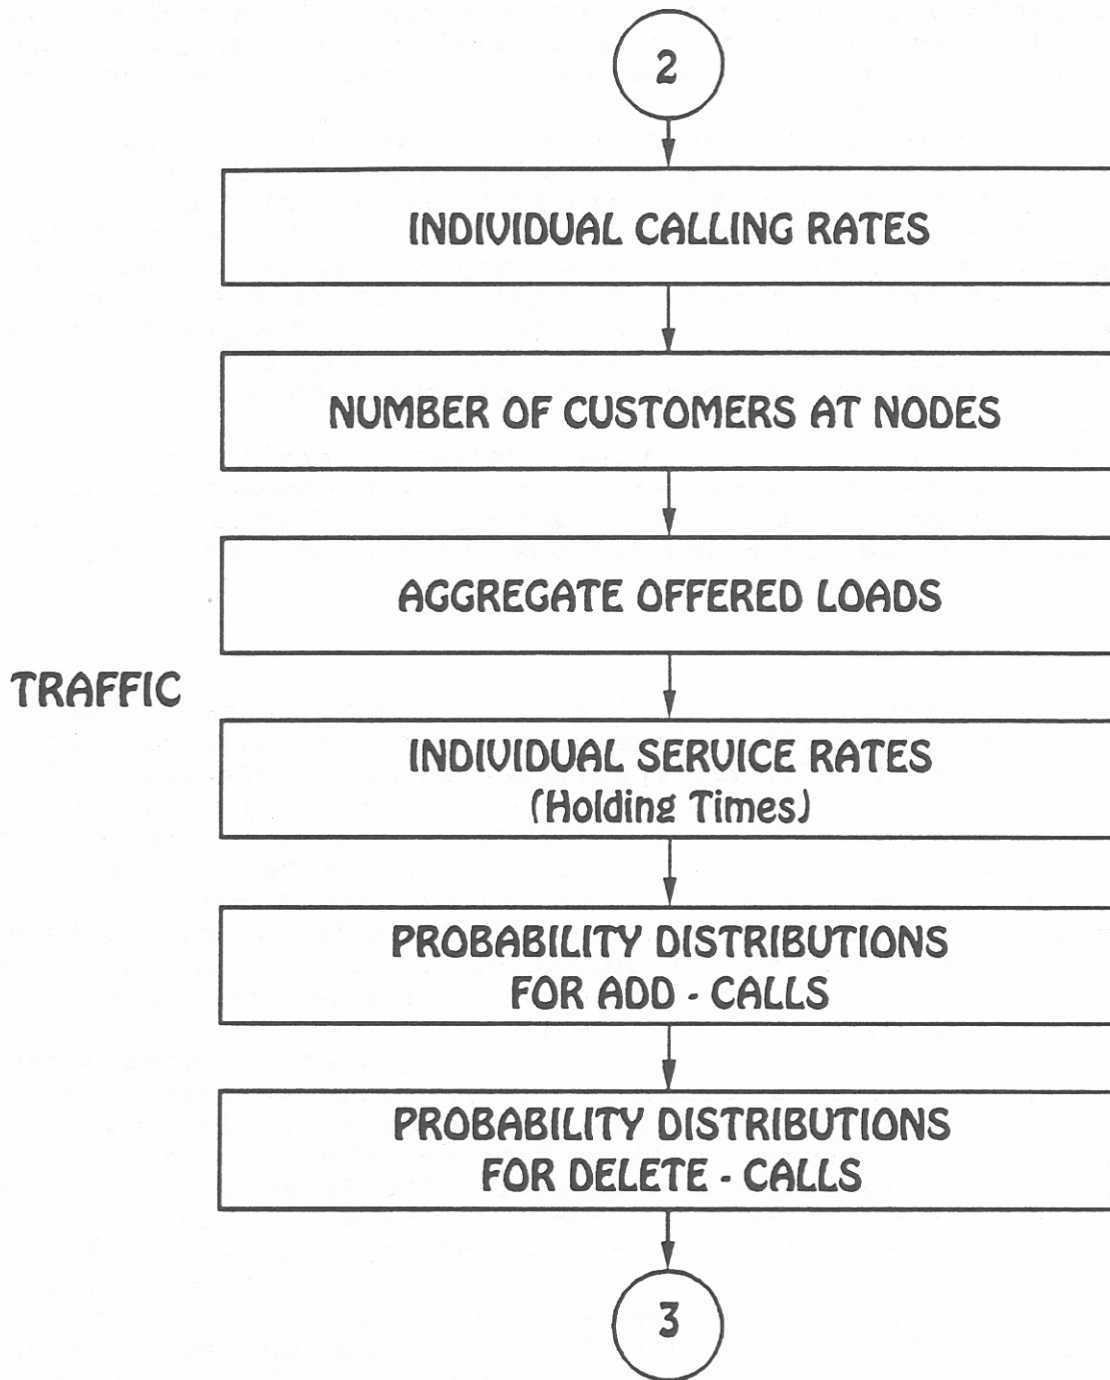 2
INDIVIDUAL CALLING RATES
NUMBER OF CUSTOMERS AT NODES
AGGREGATE OFFERED LOADS
TRAFFIC
INDIVIDUAL SERVICE RATES
(Holding Times)
PROBABILITY DISTRIBUTIONS
FOR ADD - CALLS
PROBABILITY DISTRIBUTIONS
FOR DELETE - CALLS
3